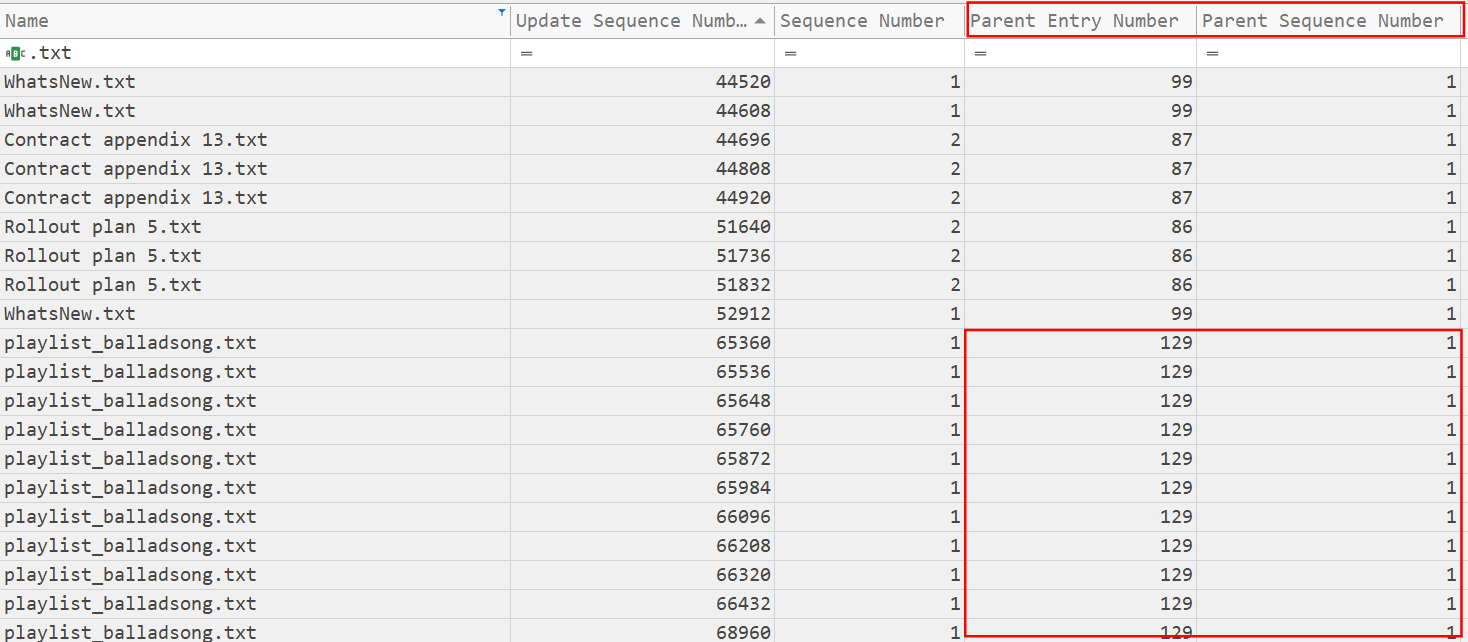 Name Update Sequence Numb… Sequence Number Parent Entry Number Parent Sequence Number
ABC .txt = = = =
WhatsNew.txt 44520 1 99 1
WhatsNew.txt 44608 1 99 1
Contract appendix 13.txt 44696 2 87 1
Contract appendix 13.txt 44808 2 87 1
Contract appendix 13.txt 44920 2 87 1
Rollout plan 5.txt 51640 2 86 1
Rollout plan 5.txt 51736 2 86 1
Rollout plan 5.txt 51832 2 86 1
WhatsNew.txt 52912 1 99 1
playlist_balladsong.txt 65360 1 129 1
playlist_balladsong.txt 65536 1 129 1
playlist_balladsong.txt 65648 1 129 1
playlist_balladsong.txt 65760 1 129 1
playlist_balladsong.txt 65872 1 129 1
playlist_balladsong.txt 65984 1 129 1
playlist_balladsong.txt 66096 1 129 1
playlist_balladsong.txt 66208 1 129 1
playlist_balladsong.txt 66320 1 129 1
playlist_balladsong.txt 66432 1 129 1
playlist_balladsong.txt 68960 1 129 1